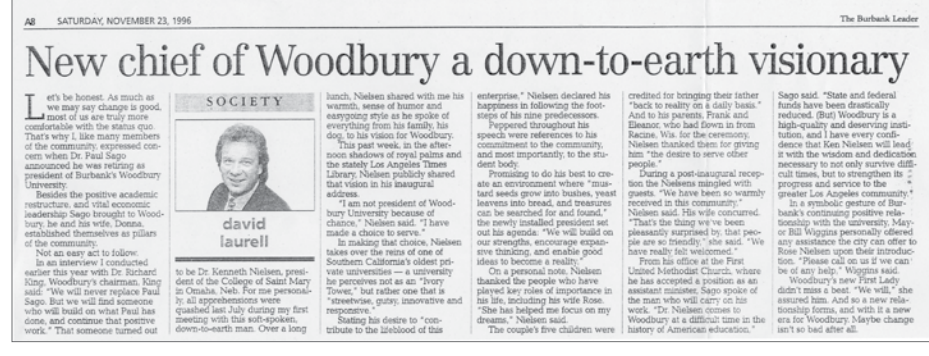 A8 SATURDAY, NOVEMBER 23, 1996
The Burbank Leader
New chief of Woodbury a down-to-earth visionary
Let's be honest. As much as
we may say change is good,
most of us are truly more
comfortable with the status quo.
That's why I, like many members
of the community, expressed con-
cern when Dr. Paul Sago
announced he was retiring as
president of Burbank's Woodbury
University.
Besides the positive academic
restructure, and vital economic
leadership Sago brought to Wood-
bury, he and his wife, Donna,
established themselves as pillars
of the community.
Not an easy act to follow.
In an interview I conducted
earlier this year with Dr. Richard
King, Woodbury's chairman, King
said: "We will never replace Paul
Sago. But we will find someone
who will build on what Paul has
done, and continue that positive
work." That someone turned out
SOCIETY
david
laurell
to be Dr. Kenneth Nielsen, presi-
dent of the College of Saint Mary
in Omaha, Neb. For me personal-
ly, all apprehensions were
quashed last July during my first
meeting with this soft-spoken,
down-to-earth man. Over a long
lunch, Nielsen shared with me his
warmth, sense of humor and
easygoing style as he spoke of
everything from his family, his
dog, to his vision for Woodbury.
This past week, in the after-
noon shadows of royal palms and
the stately Los Angeles Times
Library, Nielsen publicly shared
that vision in his inaugural
address.
"I am not president of Wood-
bury University because of
chance," Nielsen said. "I have
made a choice to serve."
In making that choice, Nielsen
takes over the reins of one of
Southern California's oldest pri-
vate universities — a university
he perceives not as an "Ivory
Tower," but rather one that is
"streetwise, gutsy, innovative and
responsive."
Stating his desire to "con-
tribute to the lifeblood of this
enterprise," Nielsen declared his
happiness in following the foot-
steps of his nine predecessors.
Peppered throughout his
speech were references to his
commitment to the community,
and most importantly, to the stu-
dent body.
Promising to do his best to cre-
ate an environment where "mus-
tard seeds grow into bushes, yeast
leavens into bread, and treasures
can be searched for and found,"
the newly installed president set
out his agenda: "We will build on
our strengths, encourage expan-
sive thinking, and enable good
ideas to become a reality."
On a personal note, Nielsen
thanked the people who have
played key roles of importance in
his life, including his wife Rose.
"She has helped me focus on my
dreams," Nielsen said.
The couple's five children were
credited for bringing their father
"back to reality on a daily basis."
And to his parents, Frank and
Eleanor, who had flown in from
Racine, Wis. for the ceremony,
Nielsen thanked them for giving
him "the desire to serve other
people."
During a post-inaugural recep-
tion the Nielsens mingled with
guests. "We have been so warmly
received in this community,"
Nielsen said. His wife concurred.
"That's the thing we've been
pleasantly surprised by, that peo-
ple are so friendly," she said. "We
have really felt welcomed."
From his office at the First
United Methodist Church, where
he has accepted a position as an
assistant minister, Sago spoke of
the man who will carry on his
work. "Dr. Nielsen comes to
Woodbury at a difficult time in the
history of American education,"
Sago said. "State and federal
funds have been drastically
reduced. (But) Woodbury is a
high-quality and deserving insti-
tution, and I have every confi-
dence that Ken Nielsen will lead
it with the wisdom and dedication
necessary to not only survive diffi-
cult times, but to strengthen its
progress and service to the
greater Los Angeles community."
In a symbolic gesture of Bur-
bank's continuing positive rela-
tionship with the university, May-
or Bill Wiggins personally offered
any assistance the city can offer to
Rose Nielsen upon their introduc-
tion. "Please call on us if we can
be of any help," Wiggins said.
Woodbury's new First Lady
didn't miss a beat. "We will," she
assured him. And so a new rela-
tionship forms, and with it a new
era for Woodbury. Maybe change
isn't so bad after all.